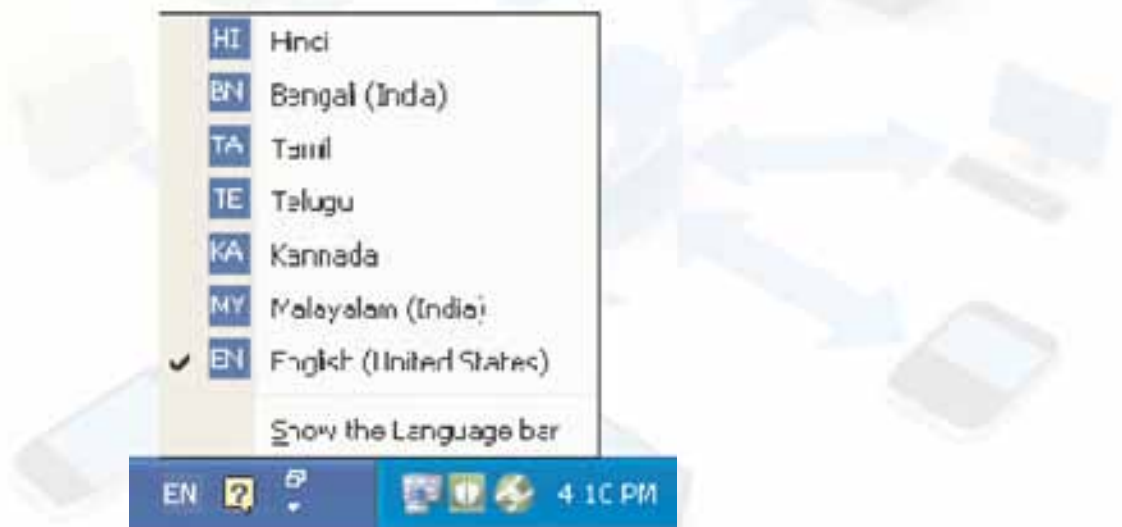 HI Hindi
BN Bengali (India)
TA Tamil
TE Telugu
KA Kannada
MY Malayalam (India)
EN English (United States)
Show the Language bar
EN 4:10 PM